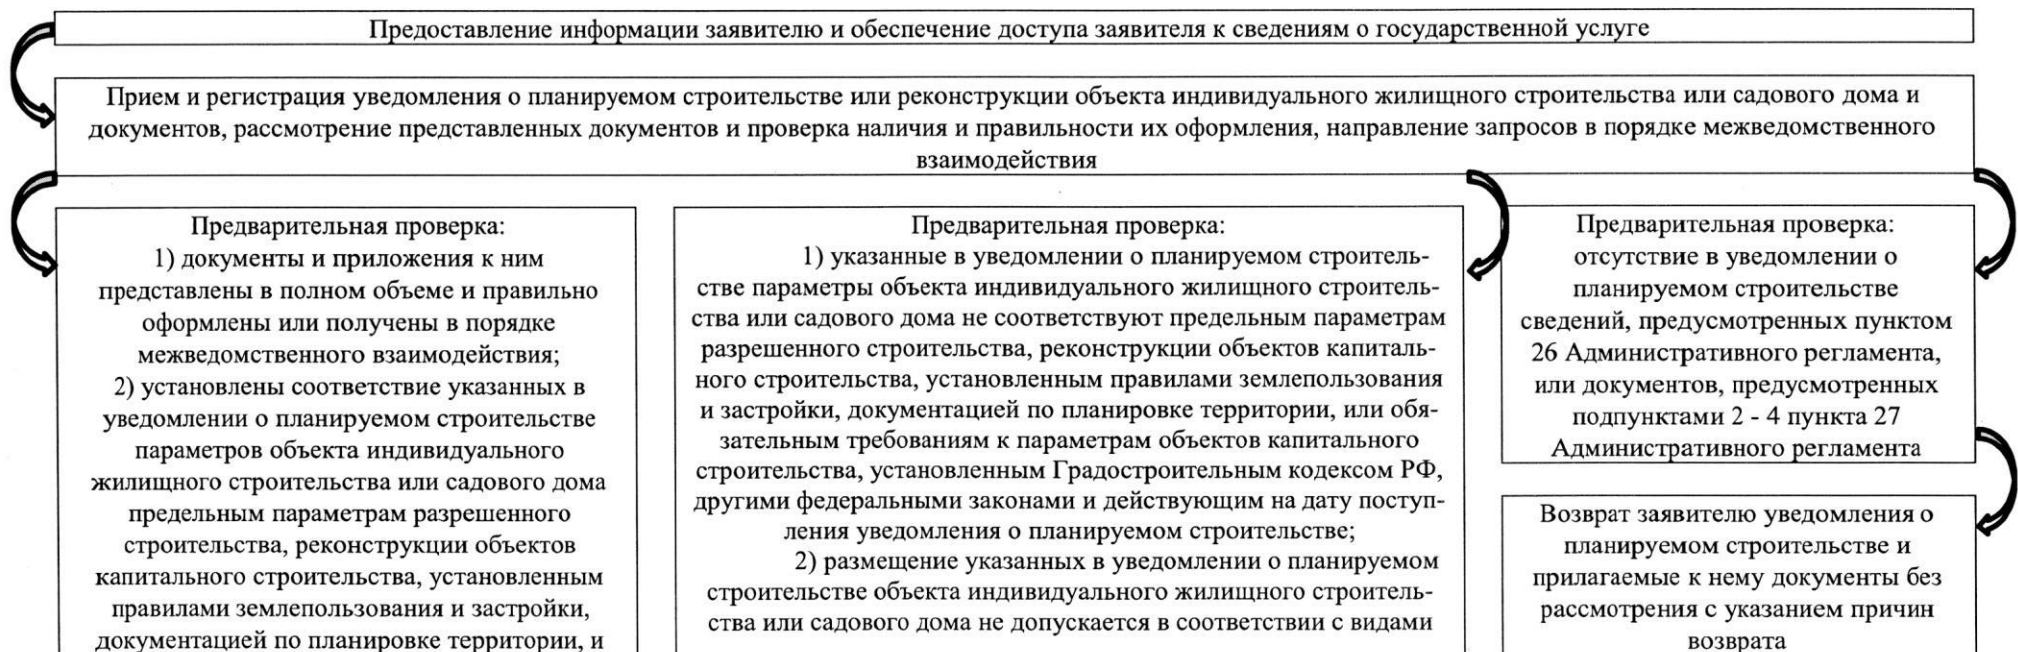 Предоставление информации заявителю и обеспечение доступа заявителя к сведениям о государственной услуге
Прием и регистрация уведомления о планируемом строительстве или реконструкции объекта индивидуального жилищного строительства или садового дома и
документов, рассмотрение представленных документов и проверка наличия и правильности их оформления, направление запросов в порядке межведомственного
взаимодействия
Предварительная проверка:
1) документы и приложения к ним
представлены в полном объеме и правильно
оформлены или получены в порядке
межведомственного взаимодействия;
2) установлены соответствие указанных в
уведомлении о планируемом строительстве
параметров объекта индивидуального
жилищного строительства или садового дома
предельным параметрам разрешенного
строительства, реконструкции объектов
капитального строительства, установленным
правилами землепользования и застройки,
документацией по планировке территории, и
Предварительная проверка:
1) указанные в уведомлении о планируемом строитель-
стве параметры объекта индивидуального жилищного строитель-
ства или садового дома не соответствуют предельным параметрам
разрешенного строительства, реконструкции объектов капиталь-
ного строительства, установленным правилами землепользования
и застройки, документацией по планировке территории, или обя-
зательным требованиям к параметрам объектов капитального
строительства, установленным Градостроительным кодексом РФ,
другими федеральными законами и действующим на дату поступ-
ления уведомления о планируемом строительстве;
2) размещение указанных в уведомлении о планируемом
строительстве объекта индивидуального жилищного строитель-
ства или садового дома не допускается в соответствии с видами
Предварительная проверка:
отсутствие в уведомлении о
планируемом строительстве
сведений, предусмотренных пунктом
26 Административного регламента,
или документов, предусмотренных
подпунктами 2 - 4 пункта 27
Административного регламента
Возврат заявителю уведомления о
планируемом строительстве и
прилагаемые к нему документы без
рассмотрения с указанием причин
возврата